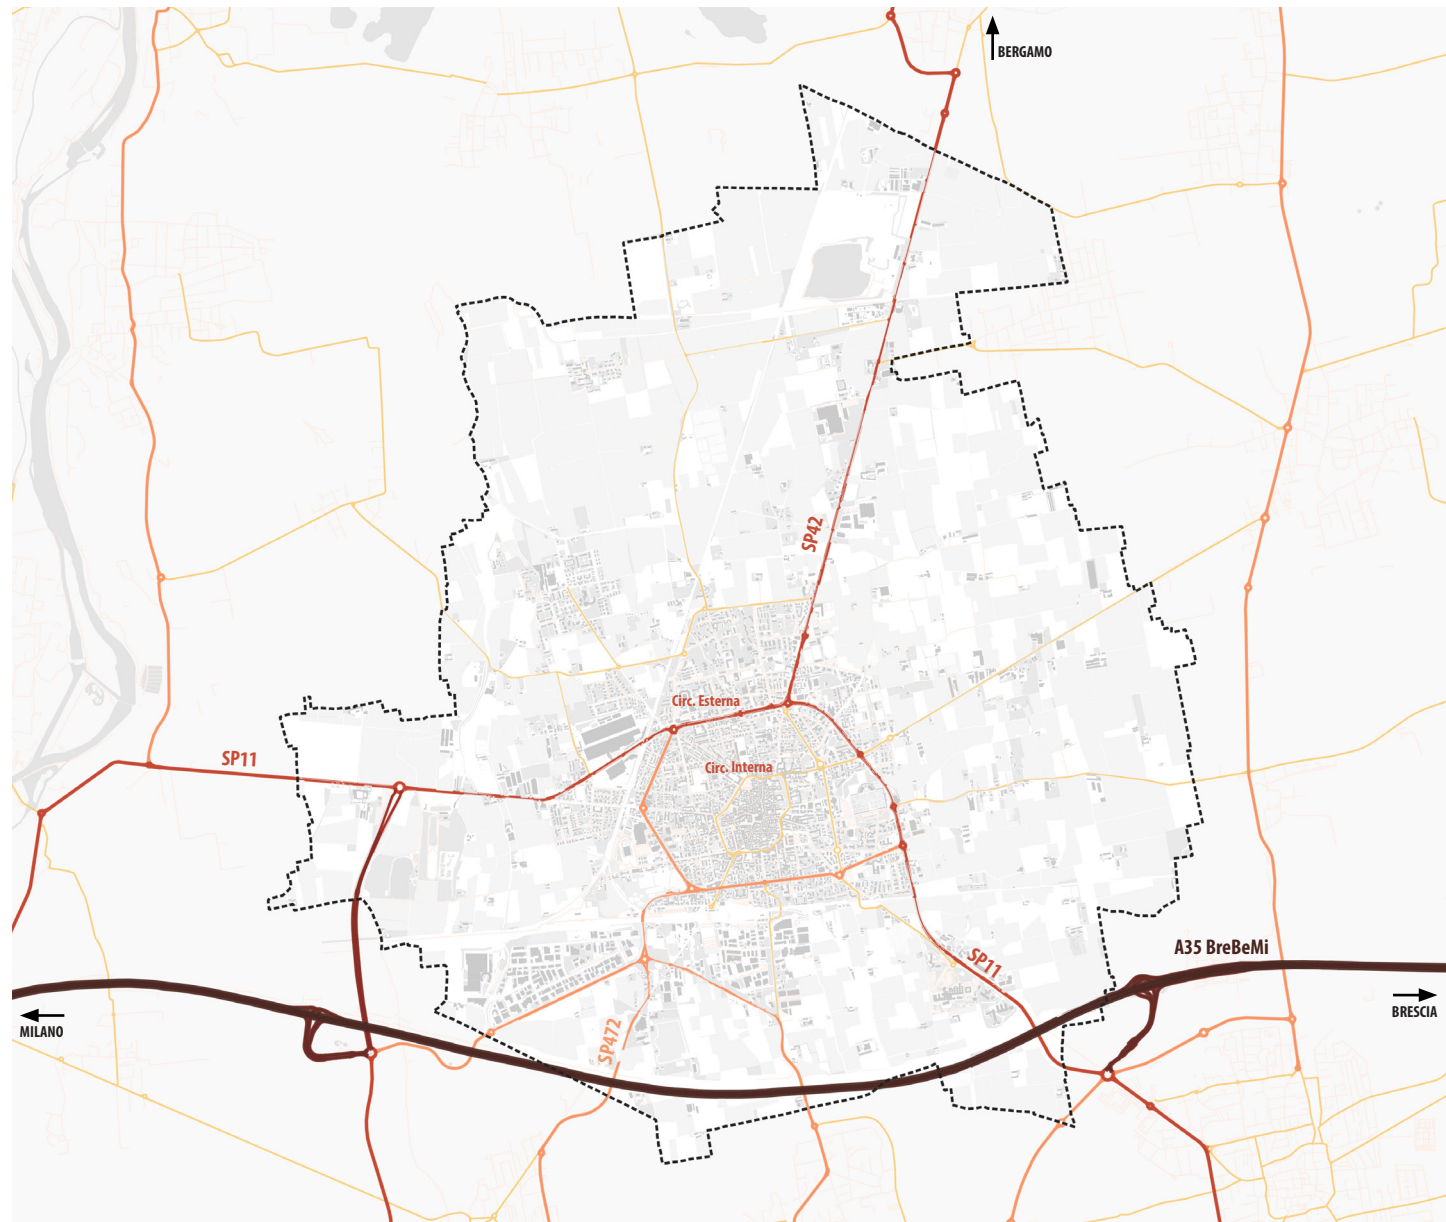 BERGAMO
SP42
Circ. Esterna
SP11
Circ. Interna
A35 BreBeMi
SP11
MILANO
BRESCIA
SP472